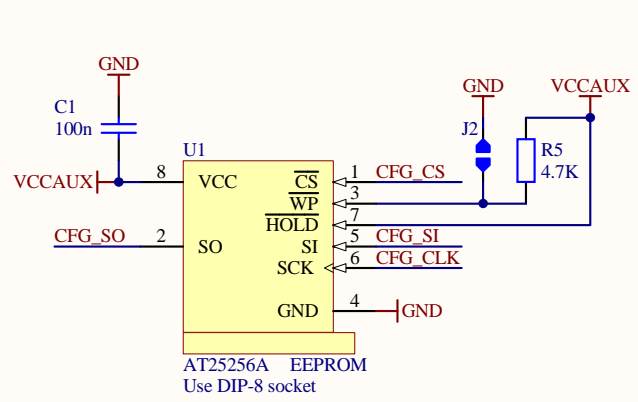 GND
C1
100n
GND
VCCAUX
J2
R5
4.7K
U1
VCCAUX
8
VCC
CS
1
CFG_CS
WP
3
HOLD
7
CFG_SO
2
SO
SI
5
CFG_SI
SCK
6
CFG_CLK
GND
4
GND
AT25256A EEPROM
Use DIP-8 socket